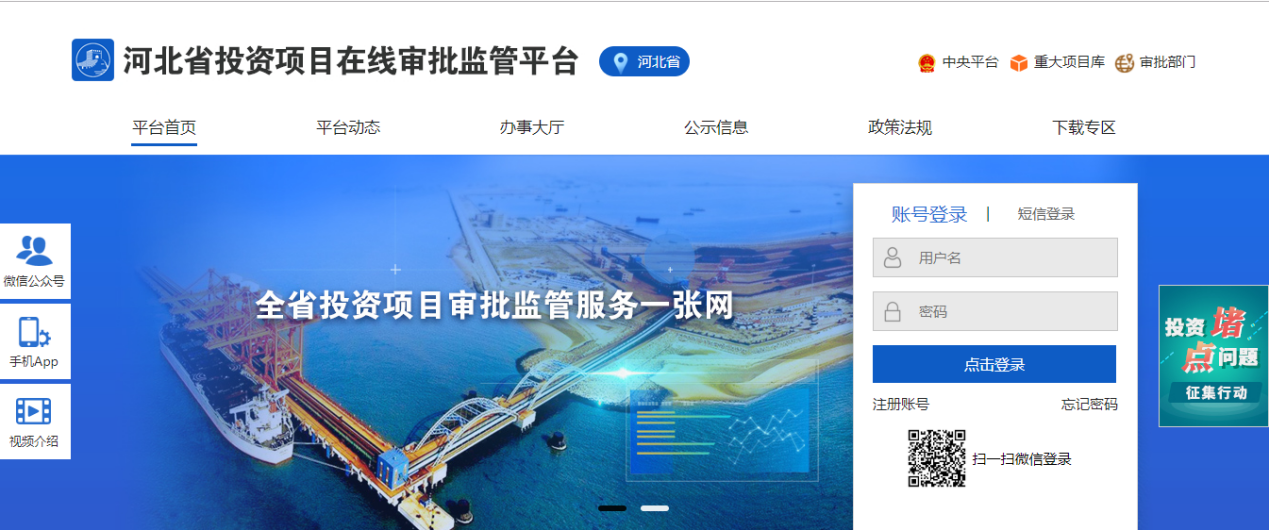 河北省投资项目在线审批监管平台
河北省
中央平台
重大项目库
审批部门
平台首页
平台动态
办事大厅
公示信息
政策法规
下载专区
微信公众号
手机App
视频介绍
全省投资项目审批监管服务一张网
账号登录 | 短信登录
用户名
密码
点击登录
注册账号
忘记密码
扫一扫微信登录
投资堵
点问题
征集行动